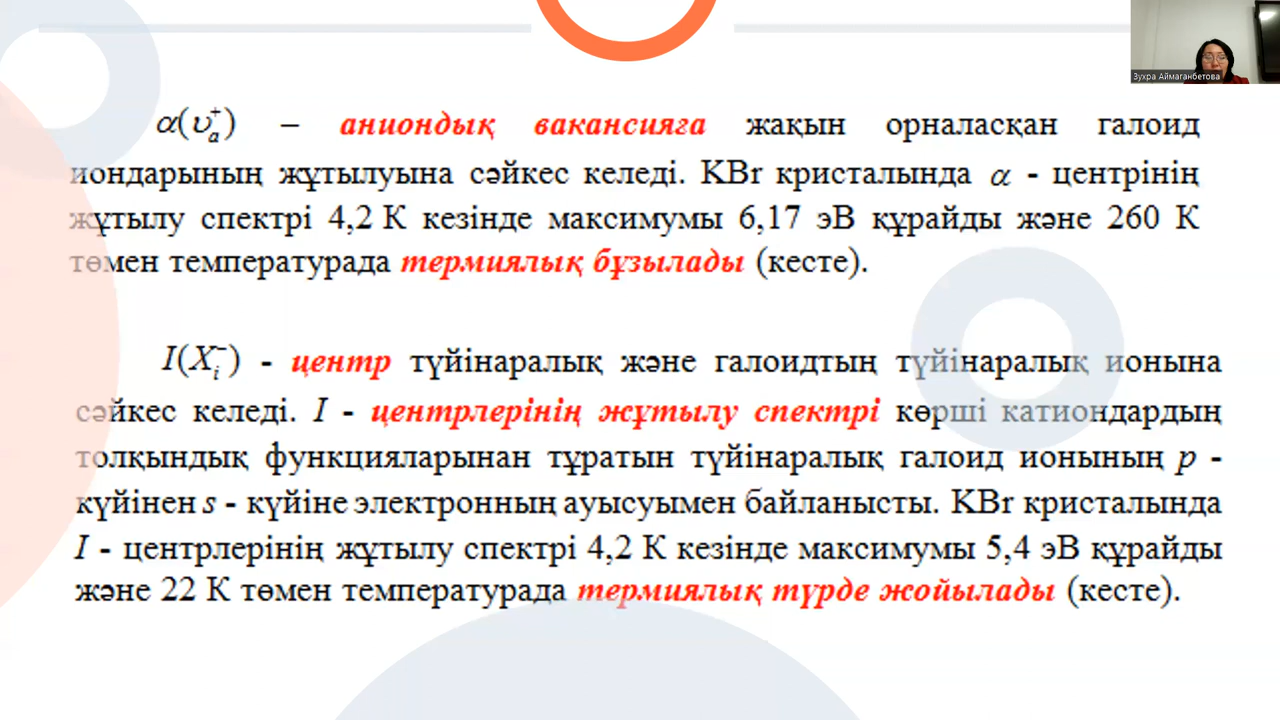 Зухра Аймаганбетова
α(υₐ⁺) – аниондық вакансияға жақын орналасқан галоид
иондарының жұтылуына сәйкес келеді. KBr кристалында α - центрінің
жұтылу спектрі 4,2 К кезінде максимумы 6,17 эВ құрайды және 260 К
төмен температурада термиялық бұзылады (кесте).
I(Xᵢ⁻) - центр түйінаралық және галоидтың түйінаралық ионына
сәйкес келеді. I - центрлерінің жұтылу спектрі көрші катиондардың
толқындық функцияларынан тұратын түйінаралық галоид ионының p -
күйінен s - күйіне электронның ауысуымен байланысты. KBr кристалында
I - центрлерінің жұтылу спектрі 4,2 К кезінде максимумы 5,4 эВ құрайды
және 22 К төмен температурада термиялық түрде жойылады (кесте).